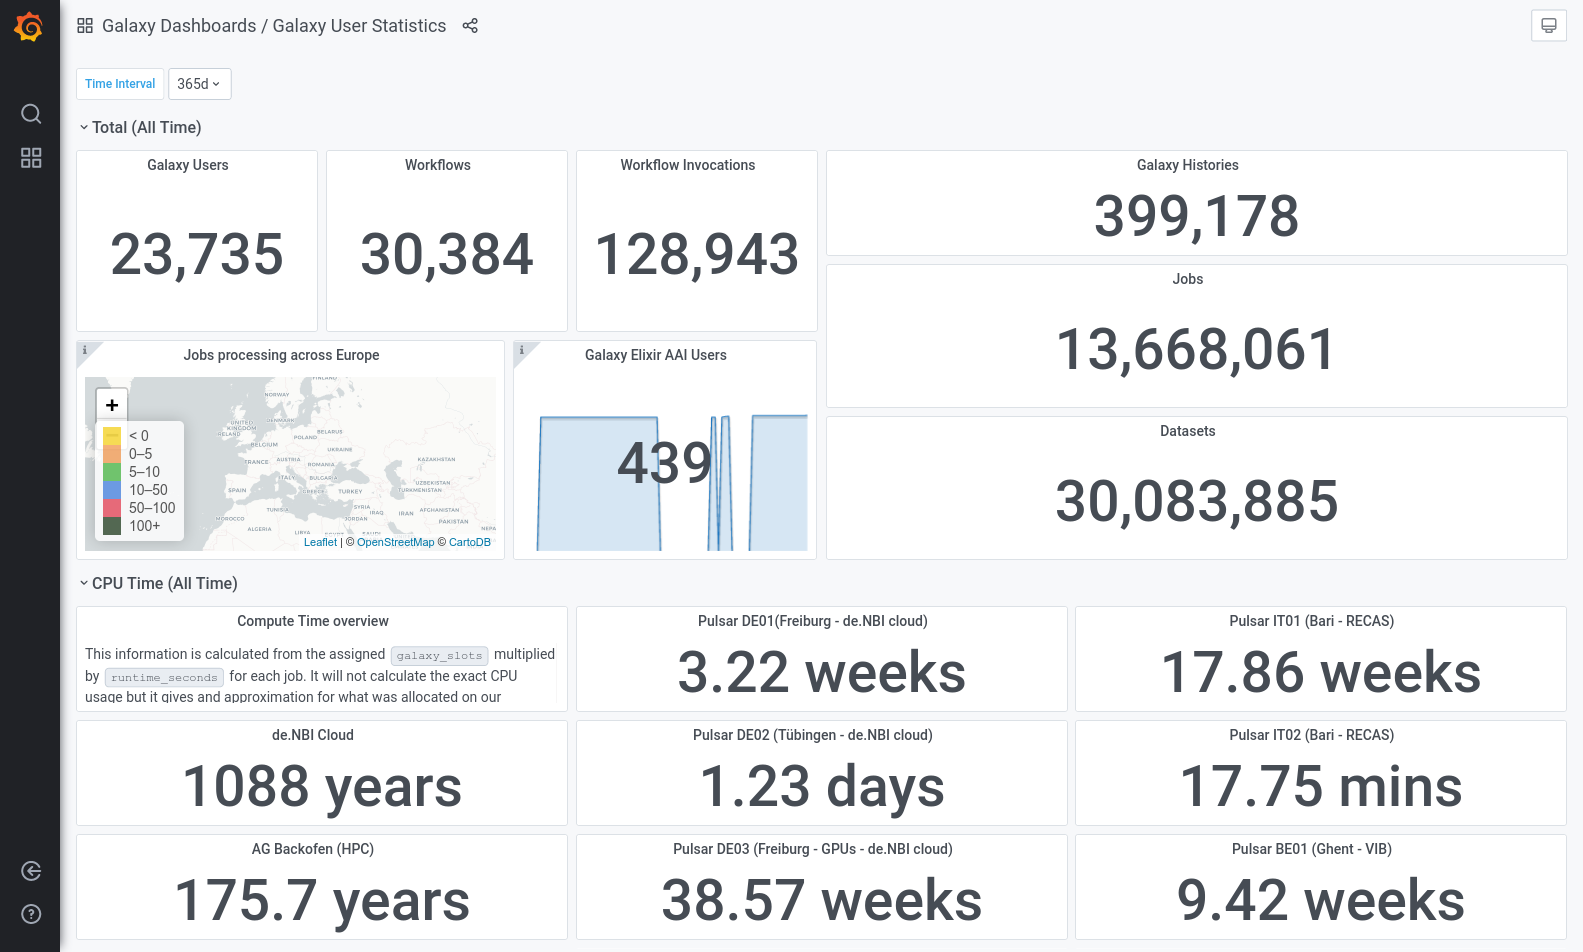 Galaxy Dashboards / Galaxy User Statistics
Time Interval
365d
Total (All Time)
Galaxy Users
23,735
Workflows
30,384
Workflow Invocations
128,943
Galaxy Histories
399,178
Jobs
13,668,061
Datasets
30,083,885
Jobs processing across Europe
+
< 0
0–5
5–10
10–50
50–100
100+
FINLAND
NORWAY
UNITED
KINGDOM
DENMARK
IRELAND
BELARUS
POLAND
BELGIUM
UKRAINE
FRANCE
AUSTRIA
ROMANIA
KAZAKHSTAN
ITALY
BULGARIA
UZBEKISTAN
SPAIN
GREECE
TURKEY
TURKMENISTAN
TUNISIA
SYRIA
IRAQ
IRAN
AFGHANISTAN
MOROCCO
JORDAN
PAKISTAN
ALGERIA
LIBYA
EGYPT
SAUDI
NEPA
Leaflet | © OpenStreetMap © CartoDB
Galaxy Elixir AAI Users
439
CPU Time (All Time)
Compute Time overview
This information is calculated from the assigned galaxy_slots multiplied
by runtime_seconds for each job. It will not calculate the exact CPU
usage but it gives and approximation for what was allocated on our
Pulsar DE01(Freiburg - de.NBI cloud)
3.22 weeks
Pulsar IT01 (Bari - RECAS)
17.86 weeks
de.NBI Cloud
1088 years
Pulsar DE02 (Tübingen - de.NBI cloud)
1.23 days
Pulsar IT02 (Bari - RECAS)
17.75 mins
AG Backofen (HPC)
175.7 years
Pulsar DE03 (Freiburg - GPUs - de.NBI cloud)
38.57 weeks
Pulsar BE01 (Ghent - VIB)
9.42 weeks